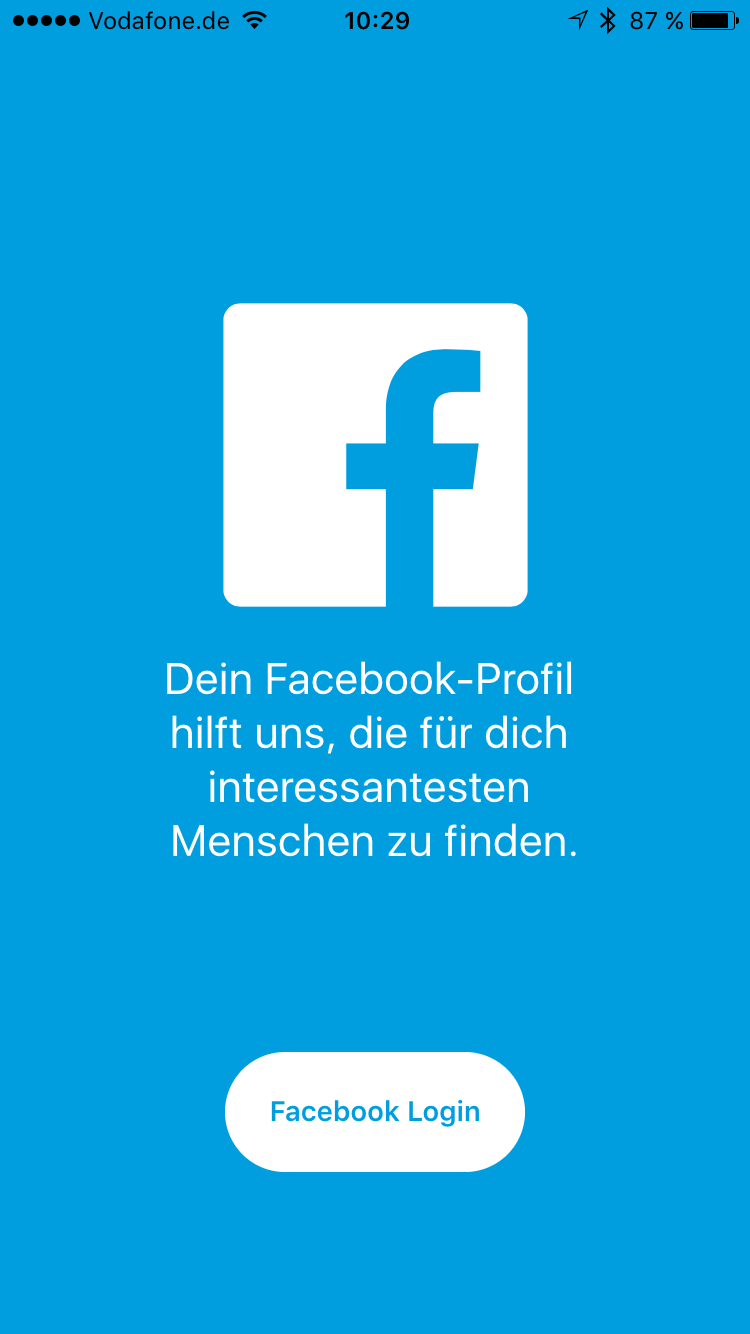 Vodafone.de 10:29 87 %
Dein Facebook-Profil
hilft uns, die für dich
interessantesten
Menschen zu finden.
Facebook Login